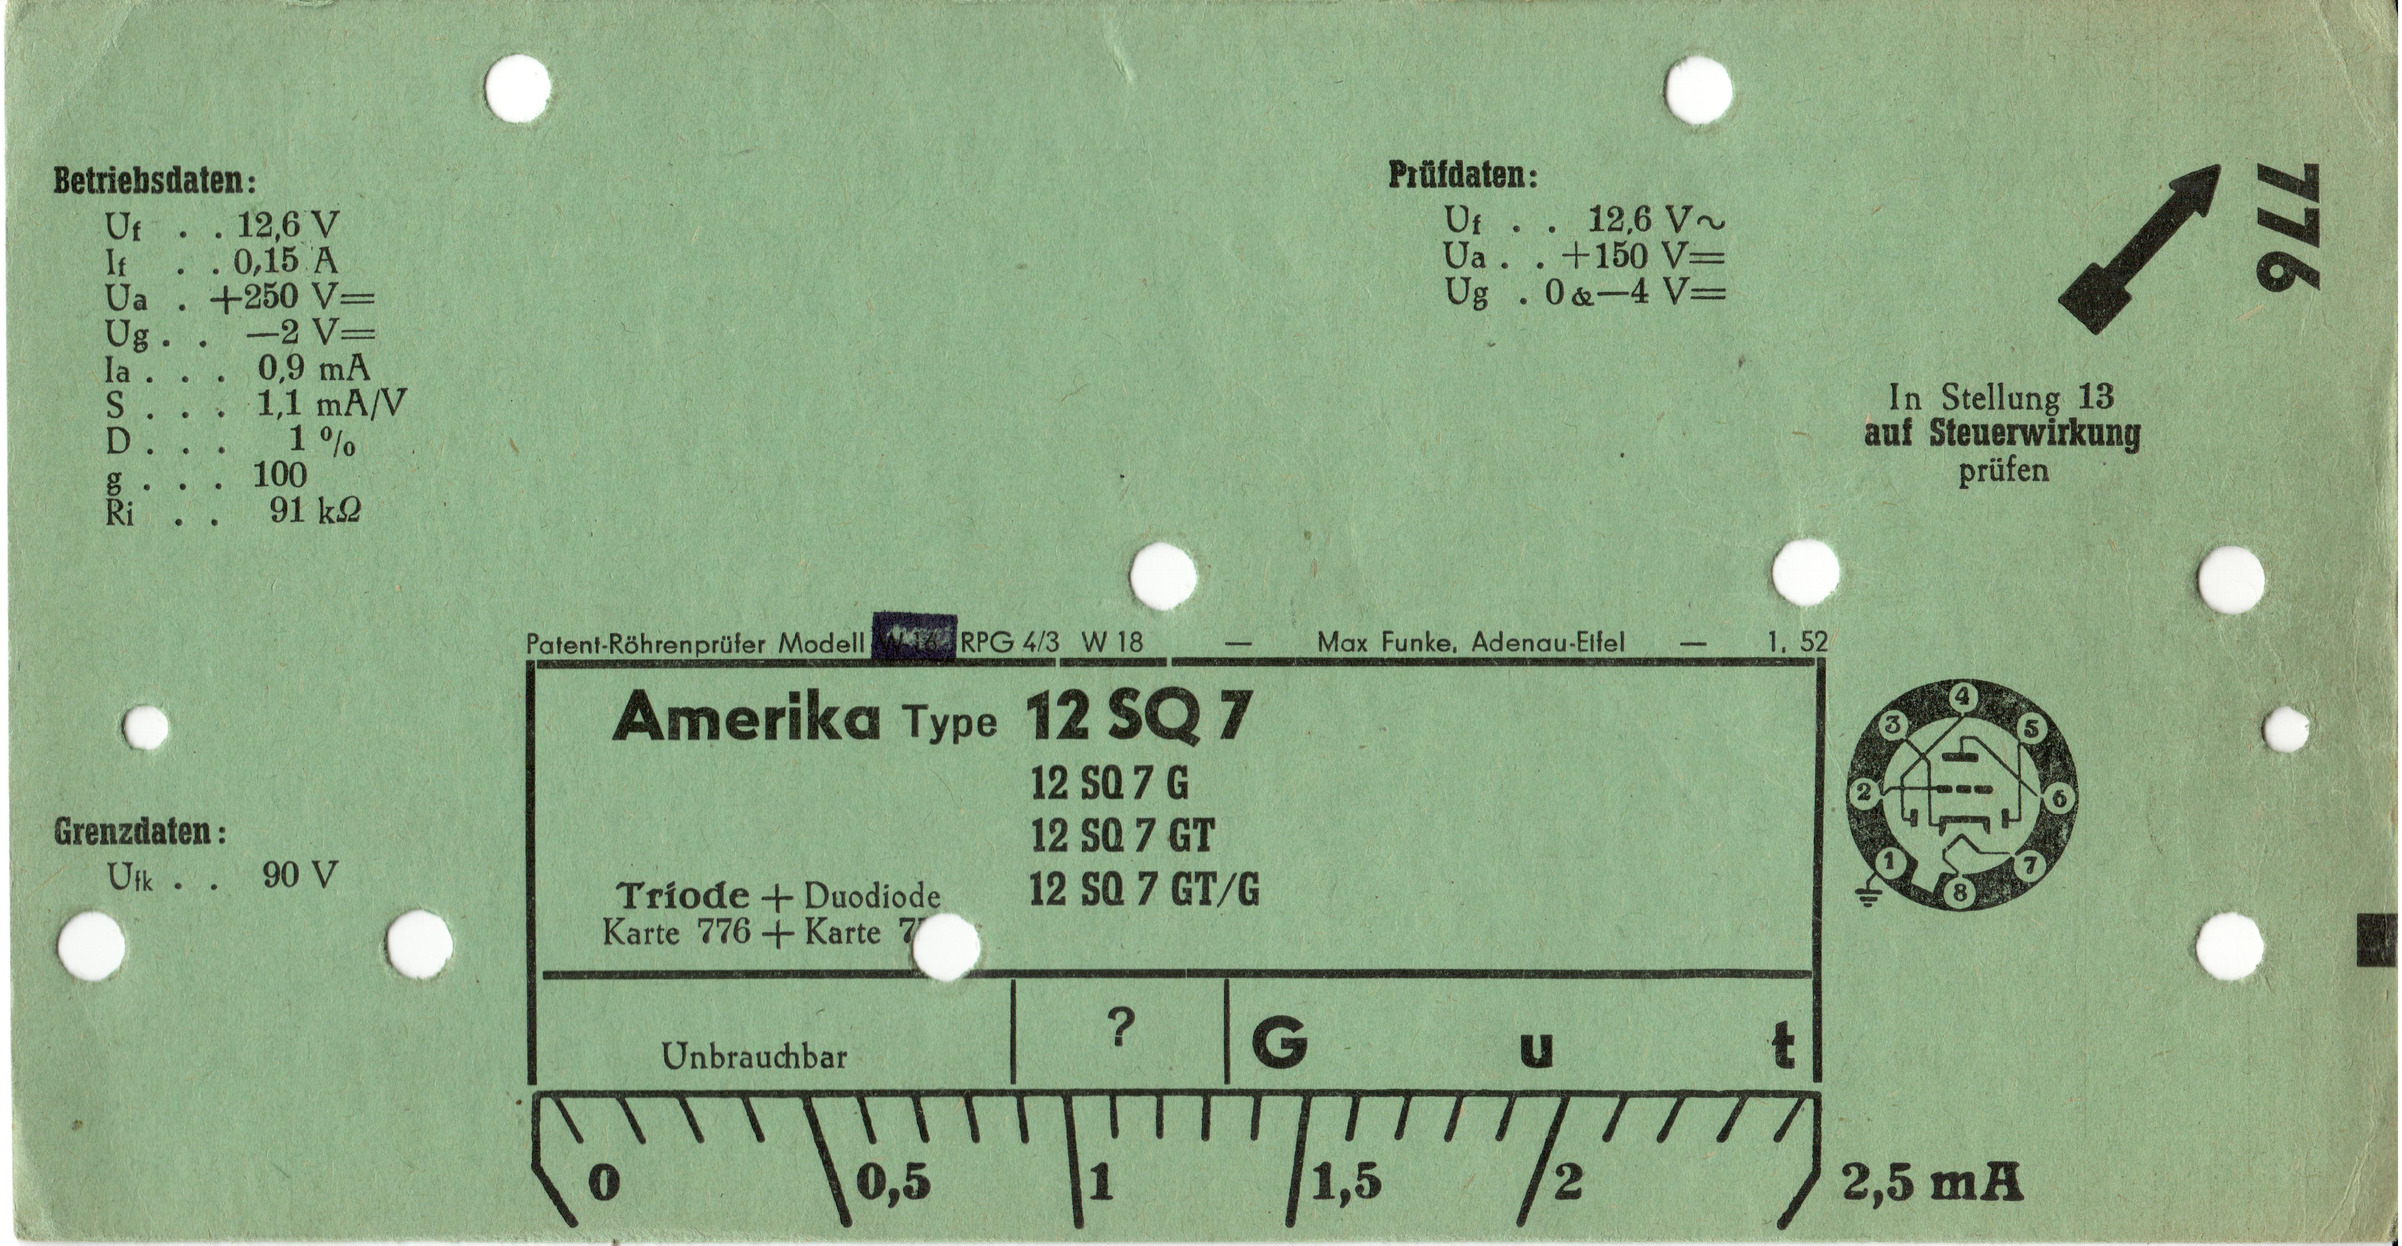 776
Betriebsdaten:
Uf . . 12,6 V
If . . 0,15 A
Ua . +250 V=
Ug . . —2 V=
Ia . . . 0,9 mA
S . . . 1,1 mA/V
D . . . 1 %
g . . . 100
Ri . . 91 kΩ
Prüfdaten:
Uf . . 12,6 V~
Ua . . +150 V=
Ug . 0 & —4 V=
In Stellung 13
auf Steuerwirkung
prüfen
Patent-Röhrenprüfer Modell W 16 RPG 4/3 W 18 — Max Funke, Adenau-Eifel — 1. 52
Amerika Type 12 SQ 7
12 SQ 7 G
12 SQ 7 GT
12 SQ 7 GT/G
Triode + Duodiode
Karte 776 + Karte
Grenzdaten:
Ufk . . 90 V
4
3 5
2 6
1 7
8
Unbrauchbar ? Gut
0 0,5 1 1,5 2 2,5 mA